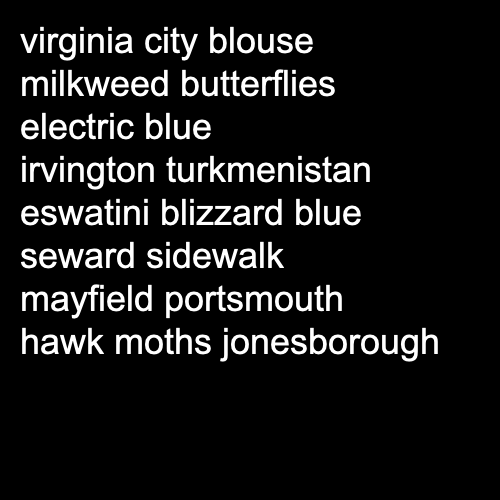 virginia city blouse
milkweed butterflies
electric blue
irvington turkmenistan
eswatini blizzard blue
seward sidewalk
mayfield portsmouth
hawk moths jonesborough